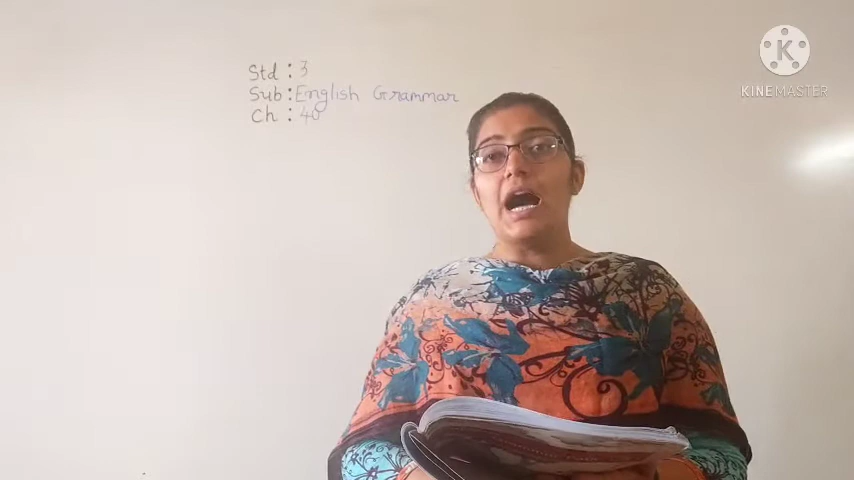 Std : 3
Sub : English Grammar
Ch : 40
K
KINEMASTER